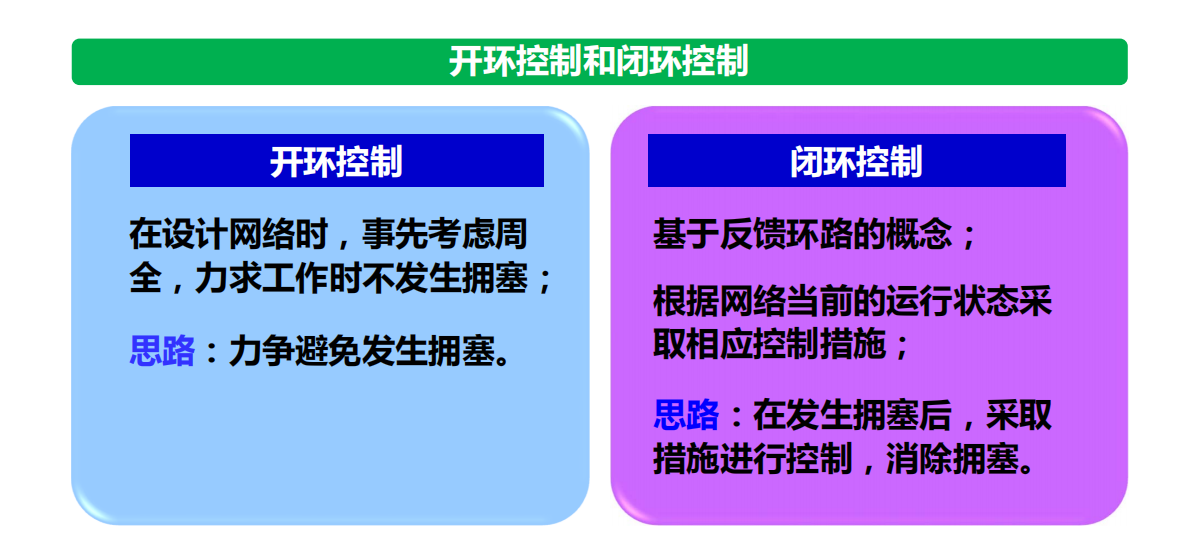 开环控制和闭环控制
开环控制
在设计网络时，事先考虑周
全，力求工作时不发生拥塞；
思路：力争避免发生拥塞。
闭环控制
基于反馈环路的概念；
根据网络当前的运行状态采
取相应控制措施；
思路：在发生拥塞后，采取
措施进行控制，消除拥塞。